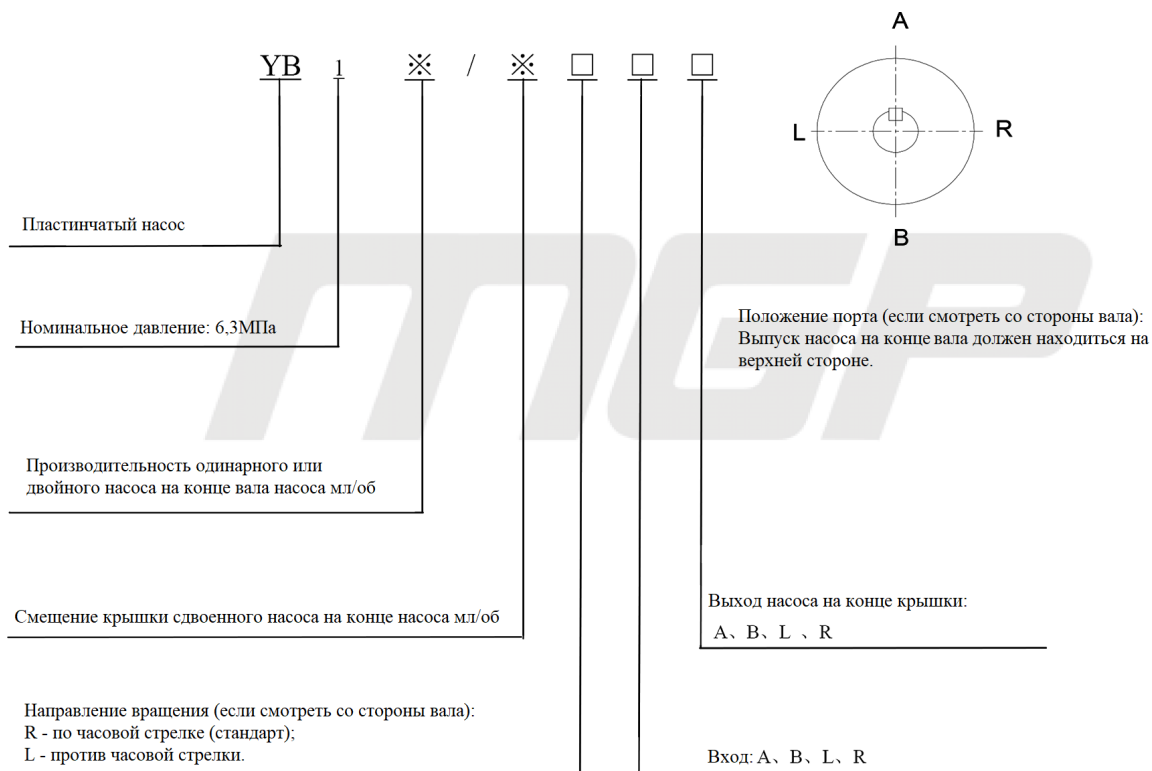 YB 1 ※ / ※ □ □ □
A
L
R
B
Пластинчатый насос
Номинальное давление: 6,3МПа
Положение порта (если смотреть со стороны вала):
Выпуск насоса на конце вала должен находиться на
верхней стороне.
Производительность одинарного или
двойного насоса на конце вала насоса мл/об
Смещение крышки сдвоенного насоса на конце насоса мл/об
Выход насоса на конце крышки:
A、B、L 、R
Направление вращения (если смотреть со стороны вала):
R - по часовой стрелке (стандарт);
L - против часовой стрелки.
Вход: A、B、L、R
MGP